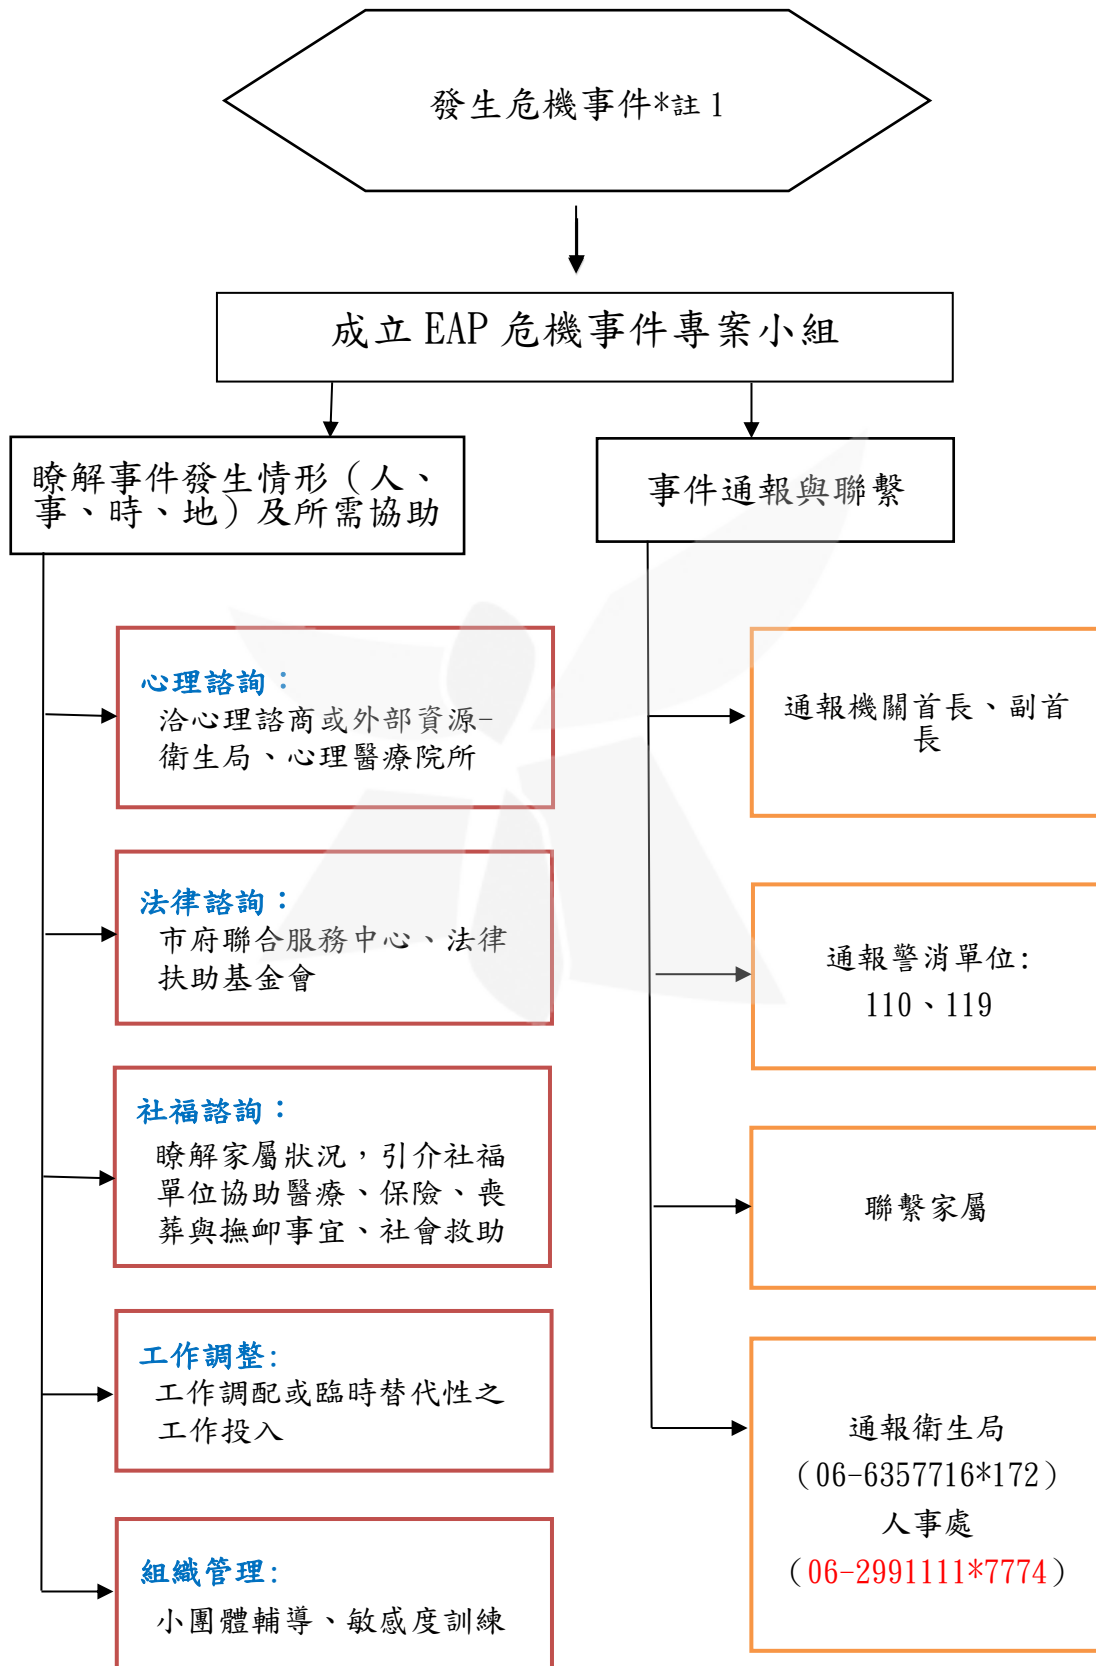 發生危機事件*註 1
成立 EAP 危機事件專案小組
瞭解事件發生情形（人、
事、時、地）及所需協助
心理諮詢：
洽心理諮商或外部資源-
衛生局、心理醫療院所
法律諮詢：
市府聯合服務中心、法律
扶助基金會
社福諮詢：
瞭解家屬狀況，引介社福
單位協助醫療、保險、喪
葬與撫卹事宜、社會救助
工作調整:
工作調配或臨時替代性之
工作投入
組織管理:
小團體輔導、敏感度訓練
事件通報與聯繫
通報機關首長、副首
長
通報警消單位:
110、119
聯繫家屬
通報衛生局
（06-6357716*172）
人事處
（06-2991111*7774）